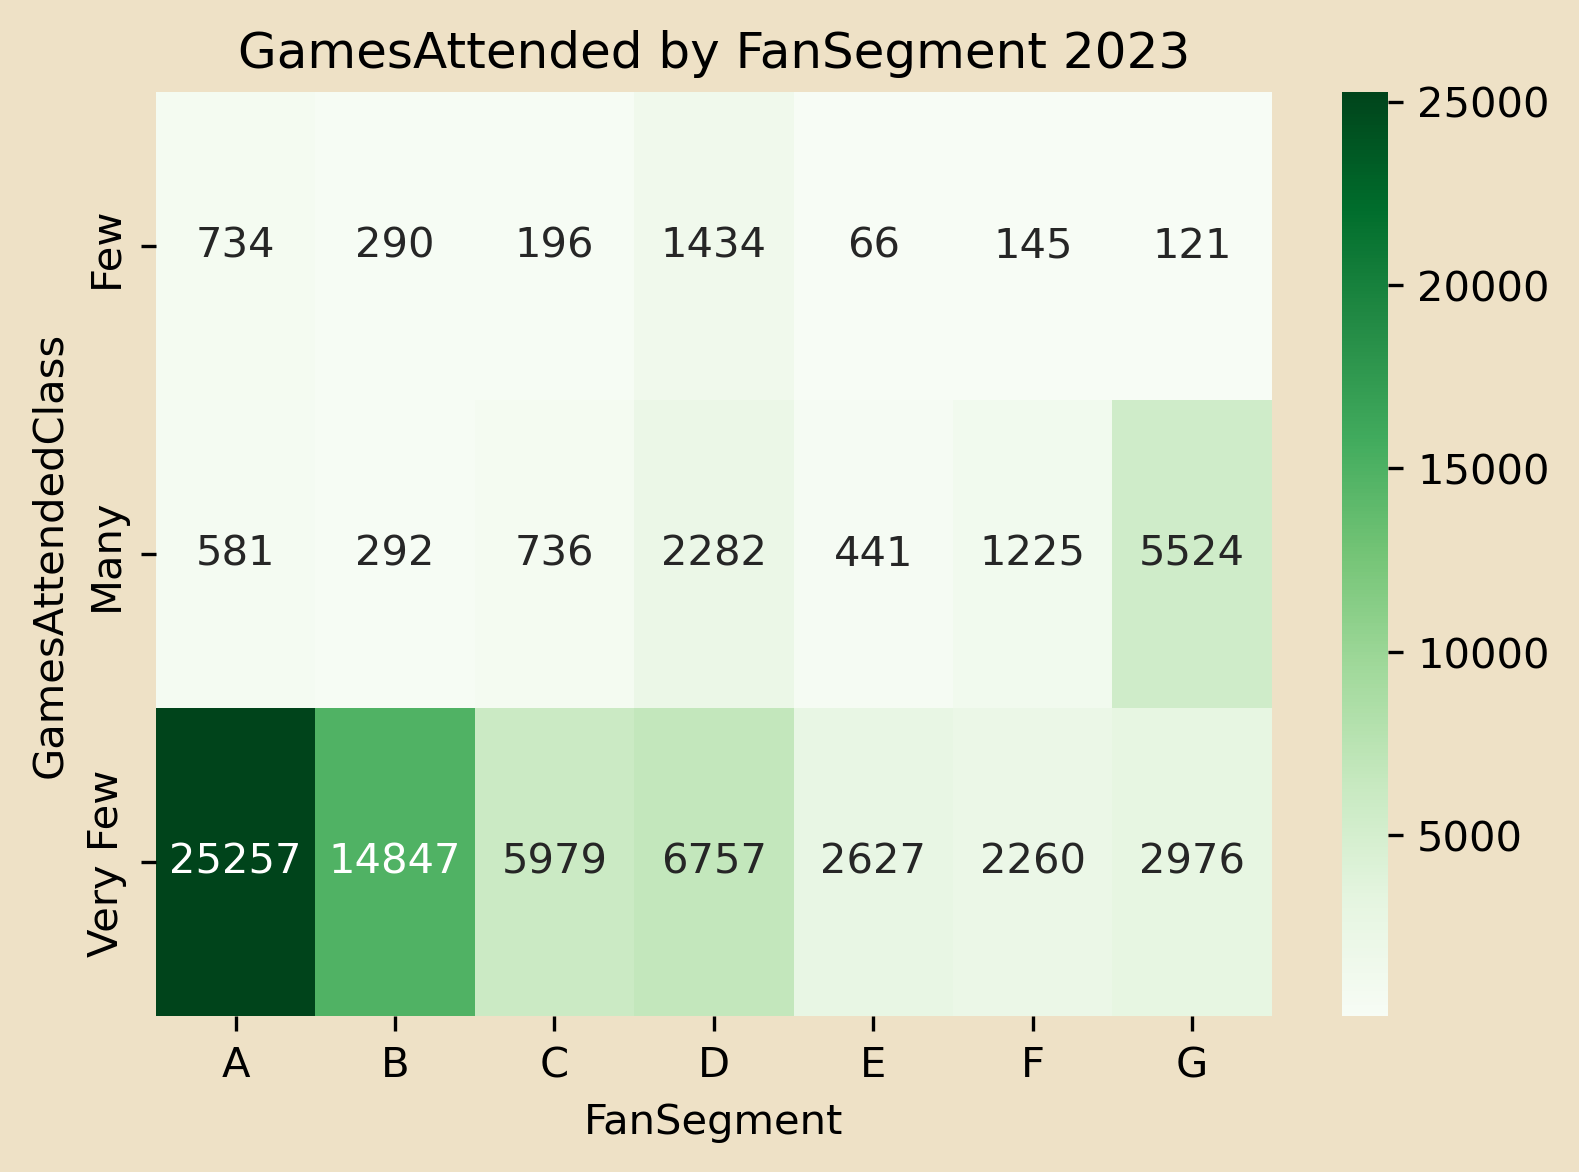 GamesAttended by FanSegment 2023
GamesAttendedClass
Few
734 290 196 1434 66 145 121
Many
581 292 736 2282 441 1225 5524
Very Few
25257 14847 5979 6757 2627 2260 2976
A B C D E F G
FanSegment
25000
20000
15000
10000
5000